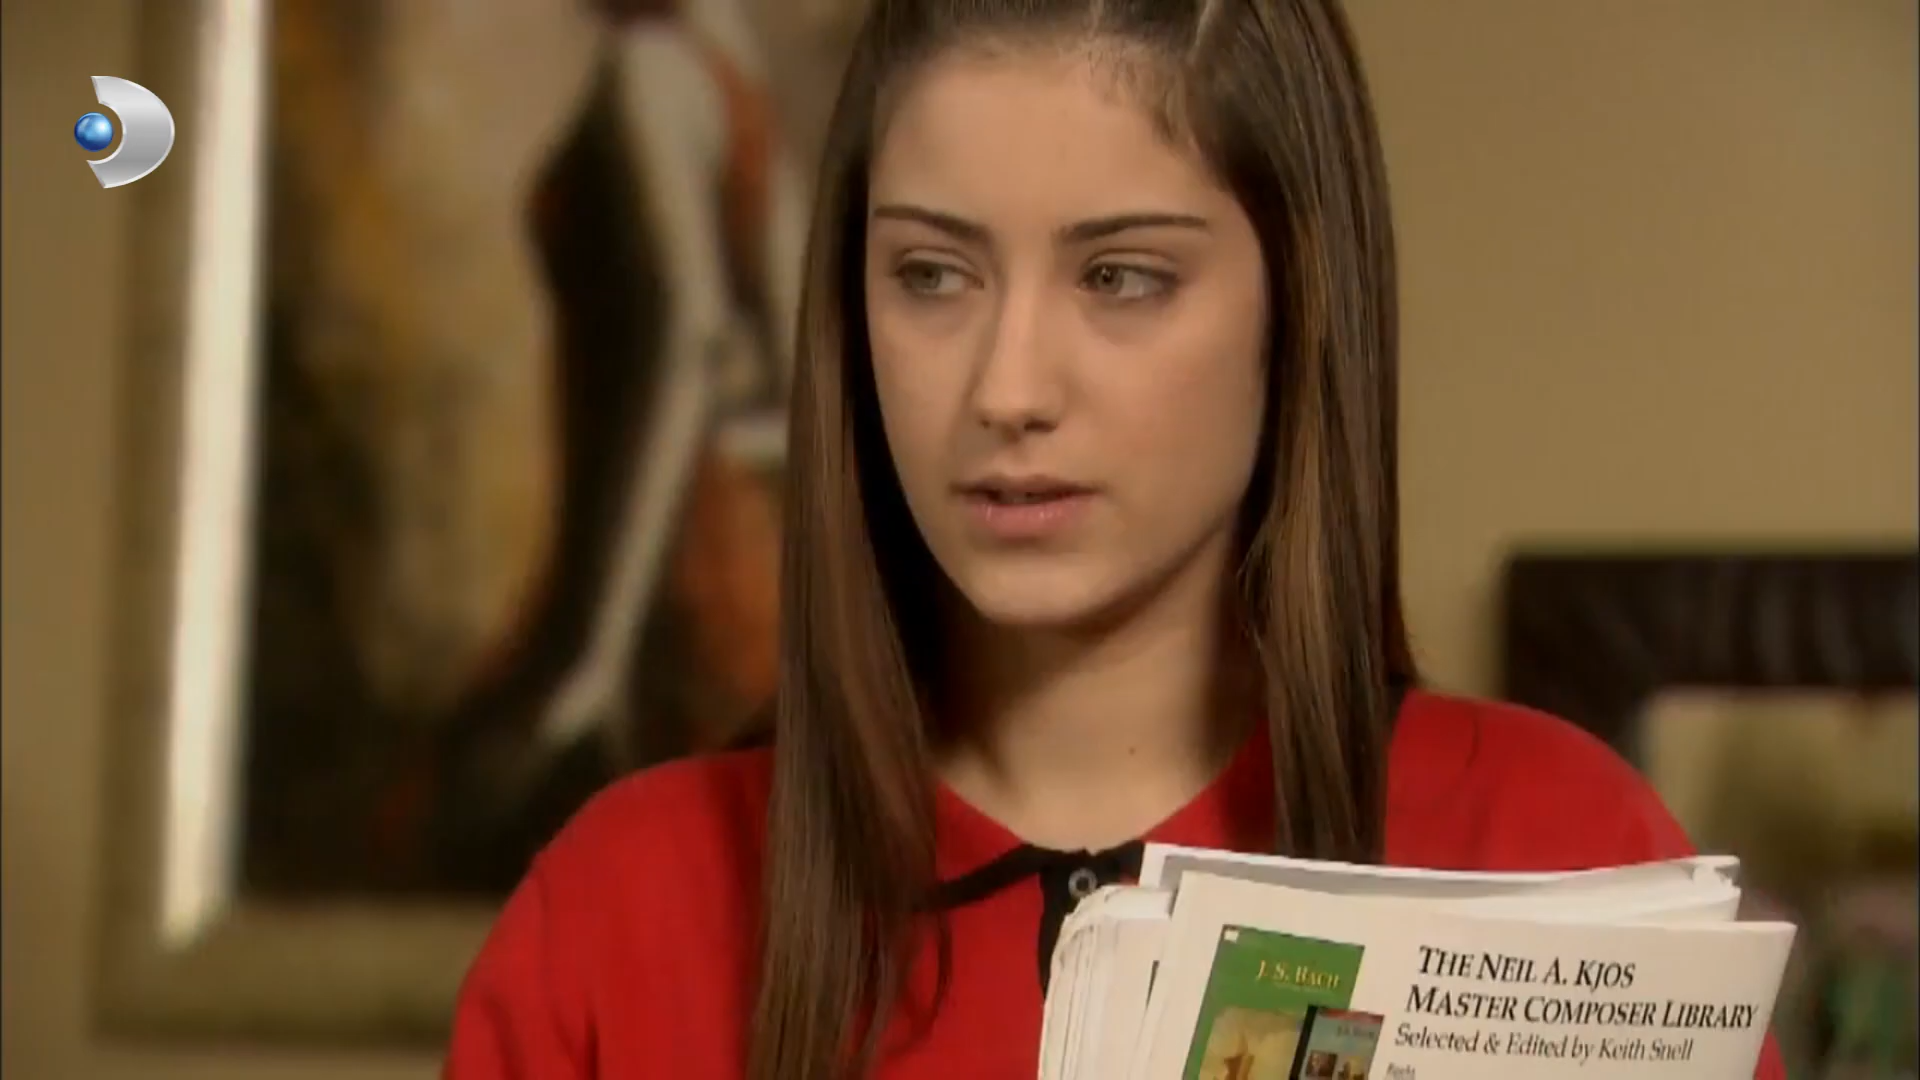 J. S. BACH
THE NEIL A. KJOS
MASTER COMPOSER LIBRARY
Selected & Edited by Keith Snell